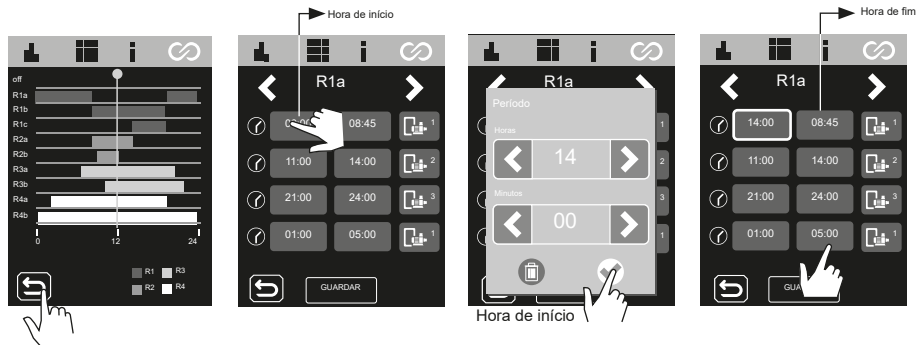 Hora de início
Hora de fim
off
R1a
R1b
R1c
R2a
R2b
R3a
R3b
R4a
R4b
0 12 24
R1 R3
R2 R4
R1a
08:45 1
11:00 14:00 2
21:00 24:00 3
01:00 05:00 1
GUARDAR
R1a
Período
Horas
14
Minutos
00
1
2
3
1
Hora de início
R1a
14:00 08:45 1
11:00 14:00 2
21:00 24:00 3
01:00 05:00 1